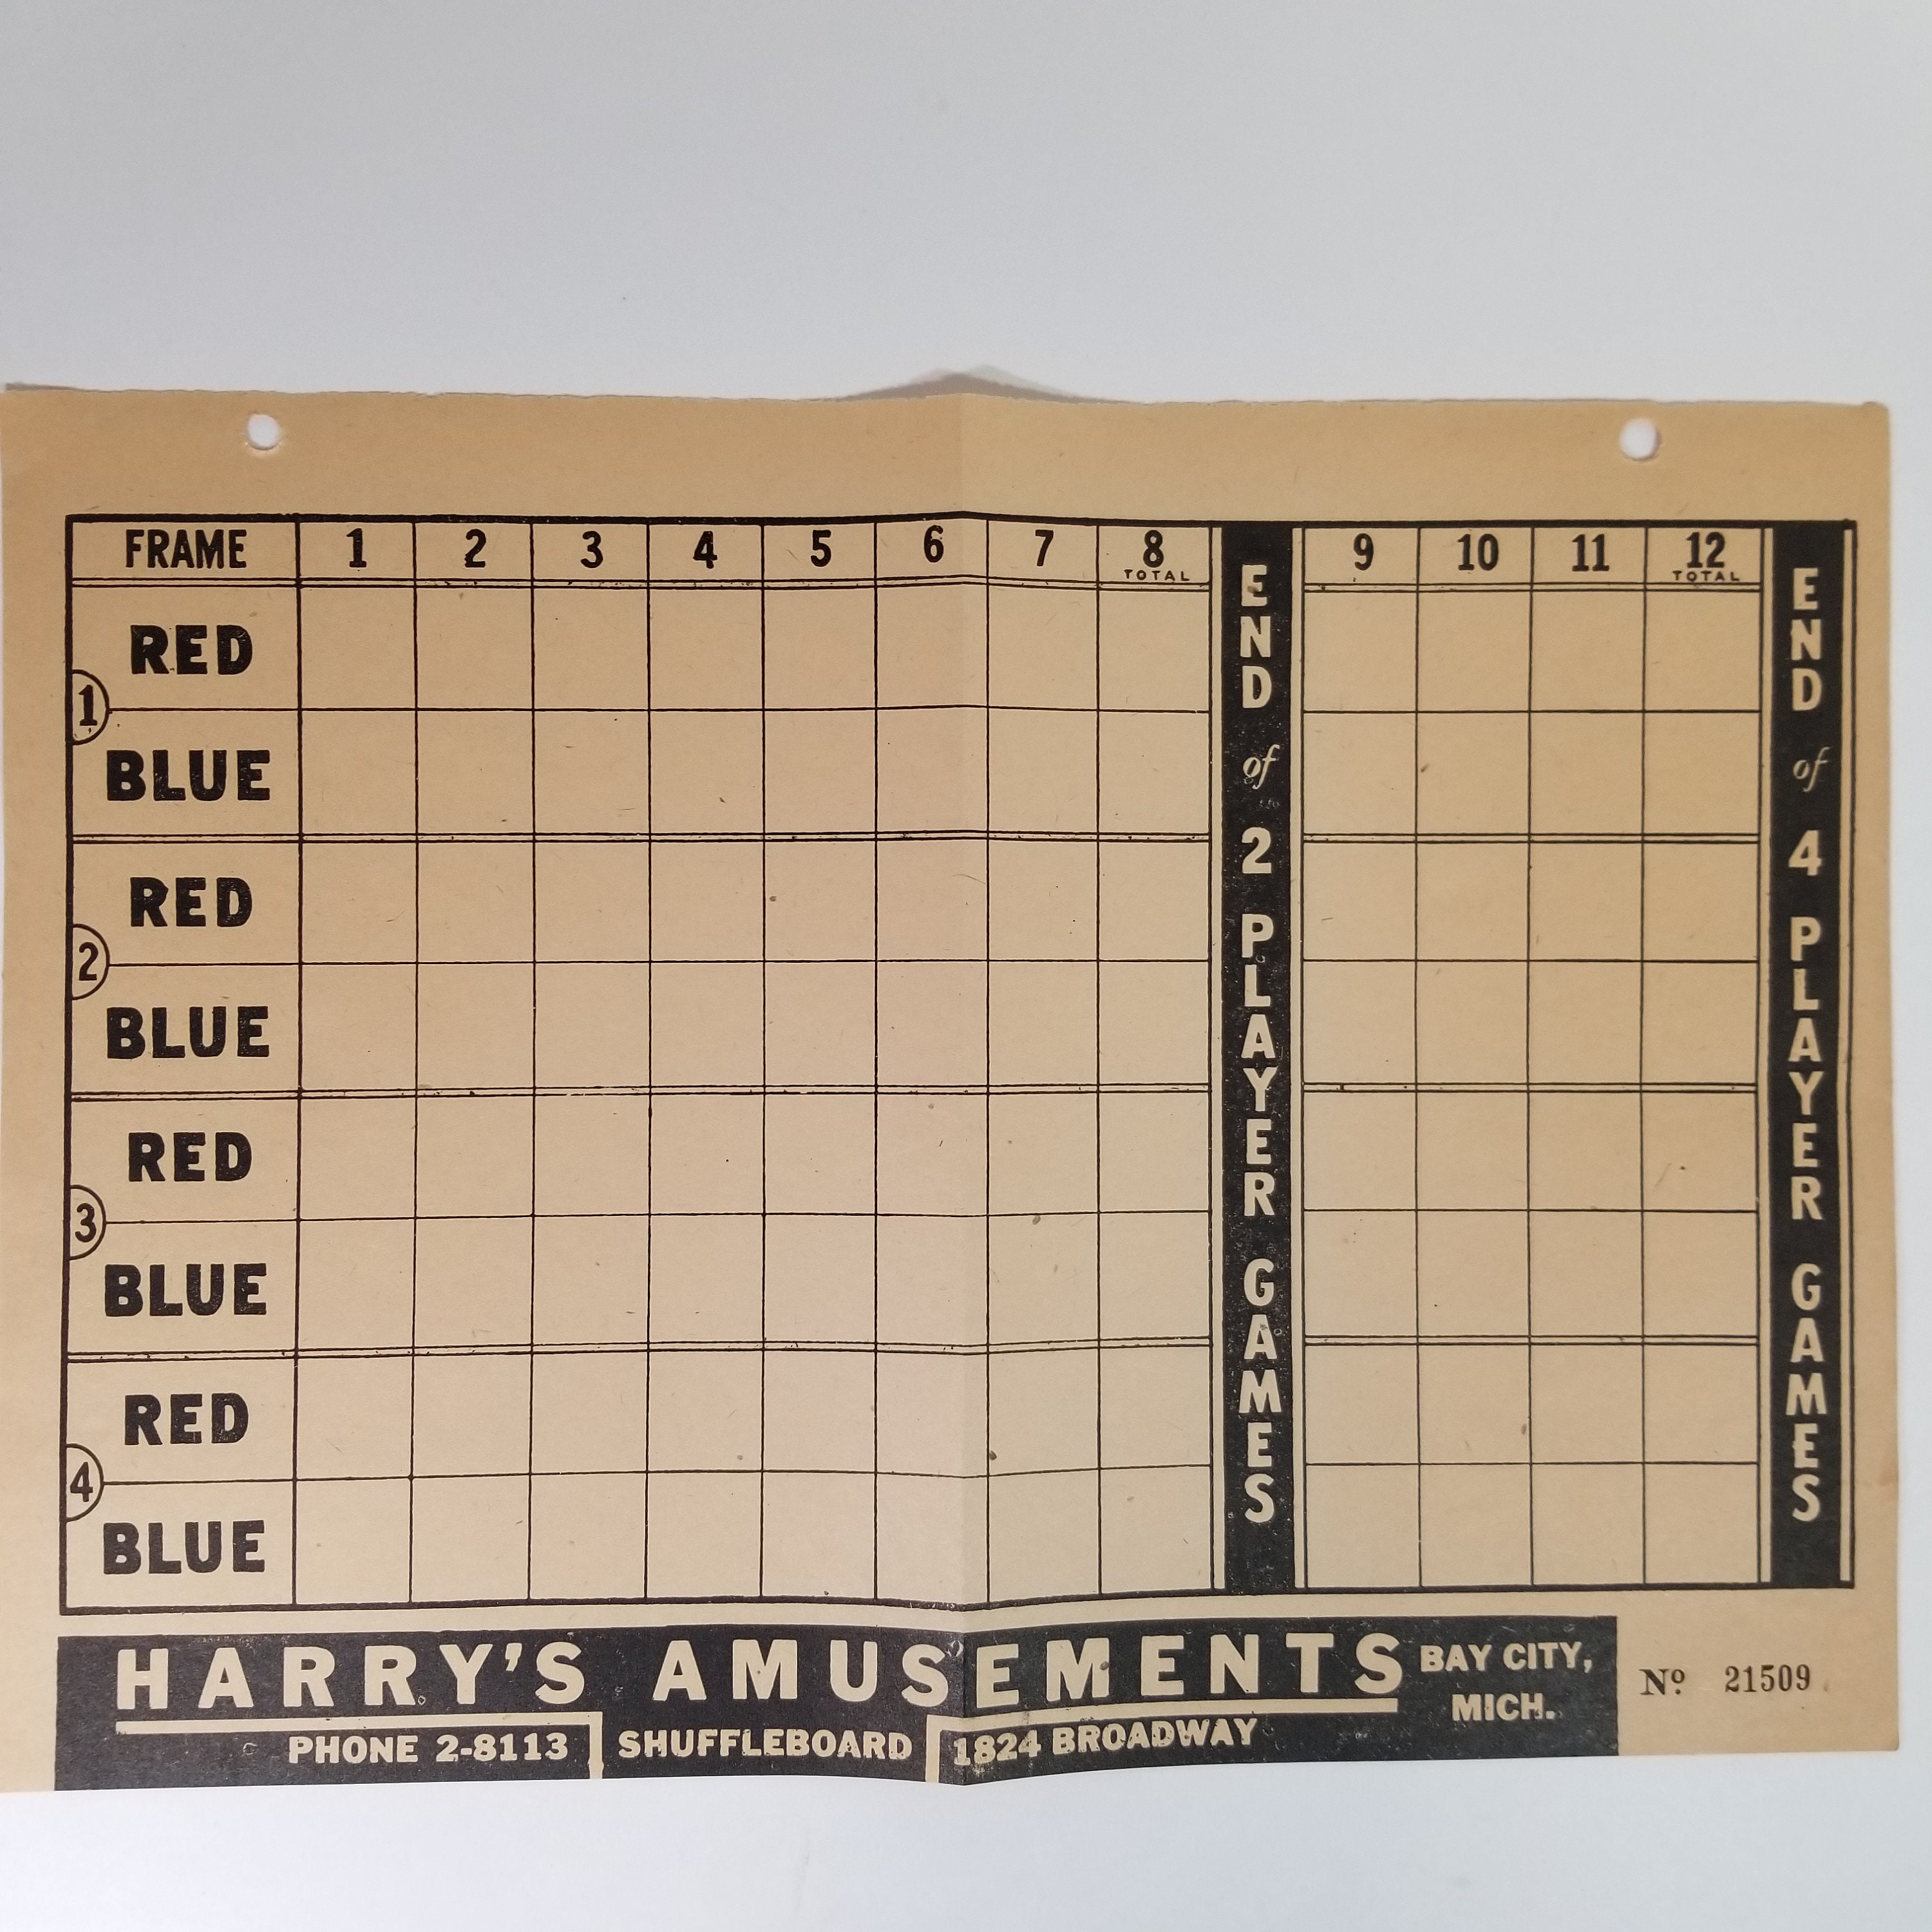 FRAME 1 2 3 4 5 6 7 8 TOTAL 9 10 11 12 TOTAL
1
RED
BLUE
2
RED
BLUE
3
RED
BLUE
4
RED
BLUE
END of 2 PLAYER GAMES
END of 4 PLAYER GAMES
HARRY'S AMUSEMENTS
BAY CITY,
MICH.
PHONE 2-8113 SHUFFLEBOARD 1824 BROADWAY
Nº 21509